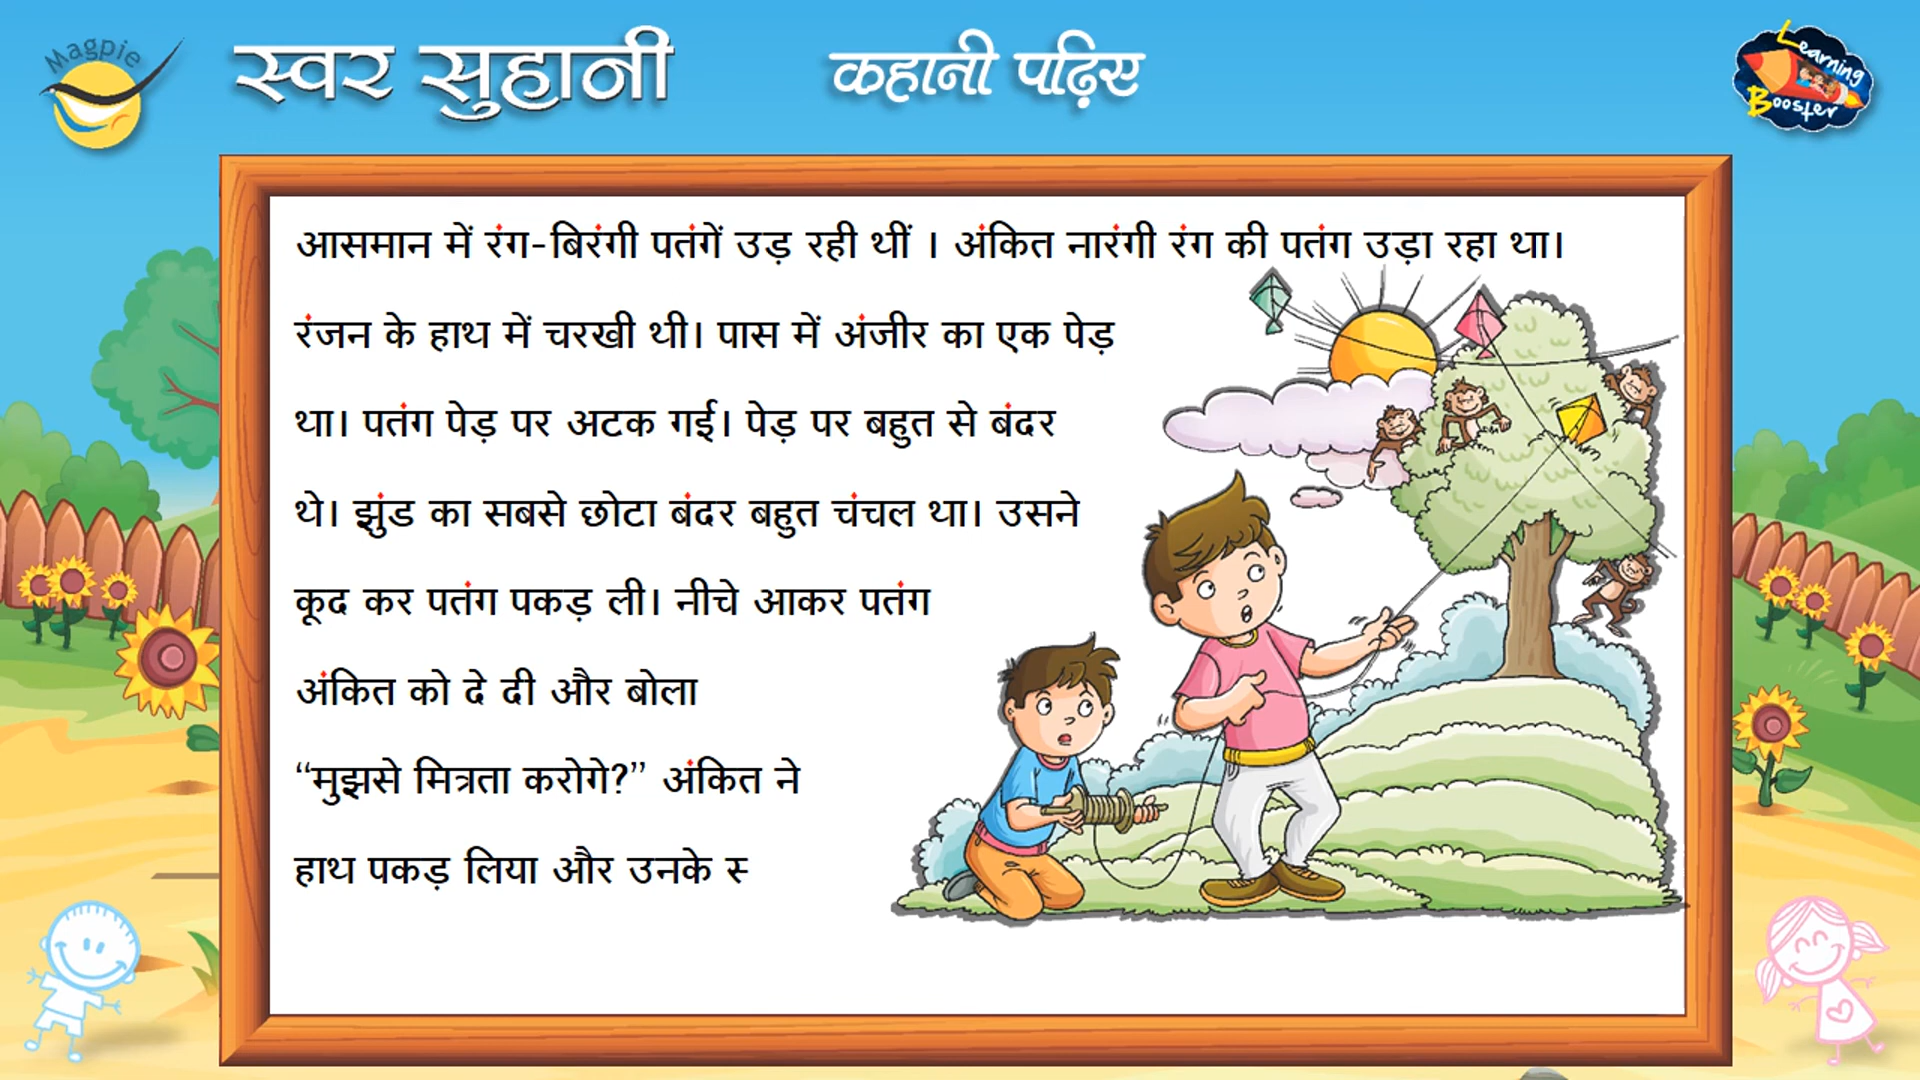 Magpie
स्वर सुहानी
कहानी पढ़िए
Learning
Booster
आसमान में रंग-बिरंगी पतंगें उड़ रही थीं । अंकित नारंगी रंग की पतंग उड़ा रहा था।
रंजन के हाथ में चरखी थी। पास में अंजीर का एक पेड़
था। पतंग पेड़ पर अटक गई। पेड़ पर बहुत से बंदर
थे। झुंड का सबसे छोटा बंदर बहुत चंचल था। उसने
कूद कर पतंग पकड़ ली। नीचे आकर पतंग
अंकित को दे दी और बोला
“मुझसे मित्रता करोगे?” अंकित ने
हाथ पकड़ लिया और उनके स्